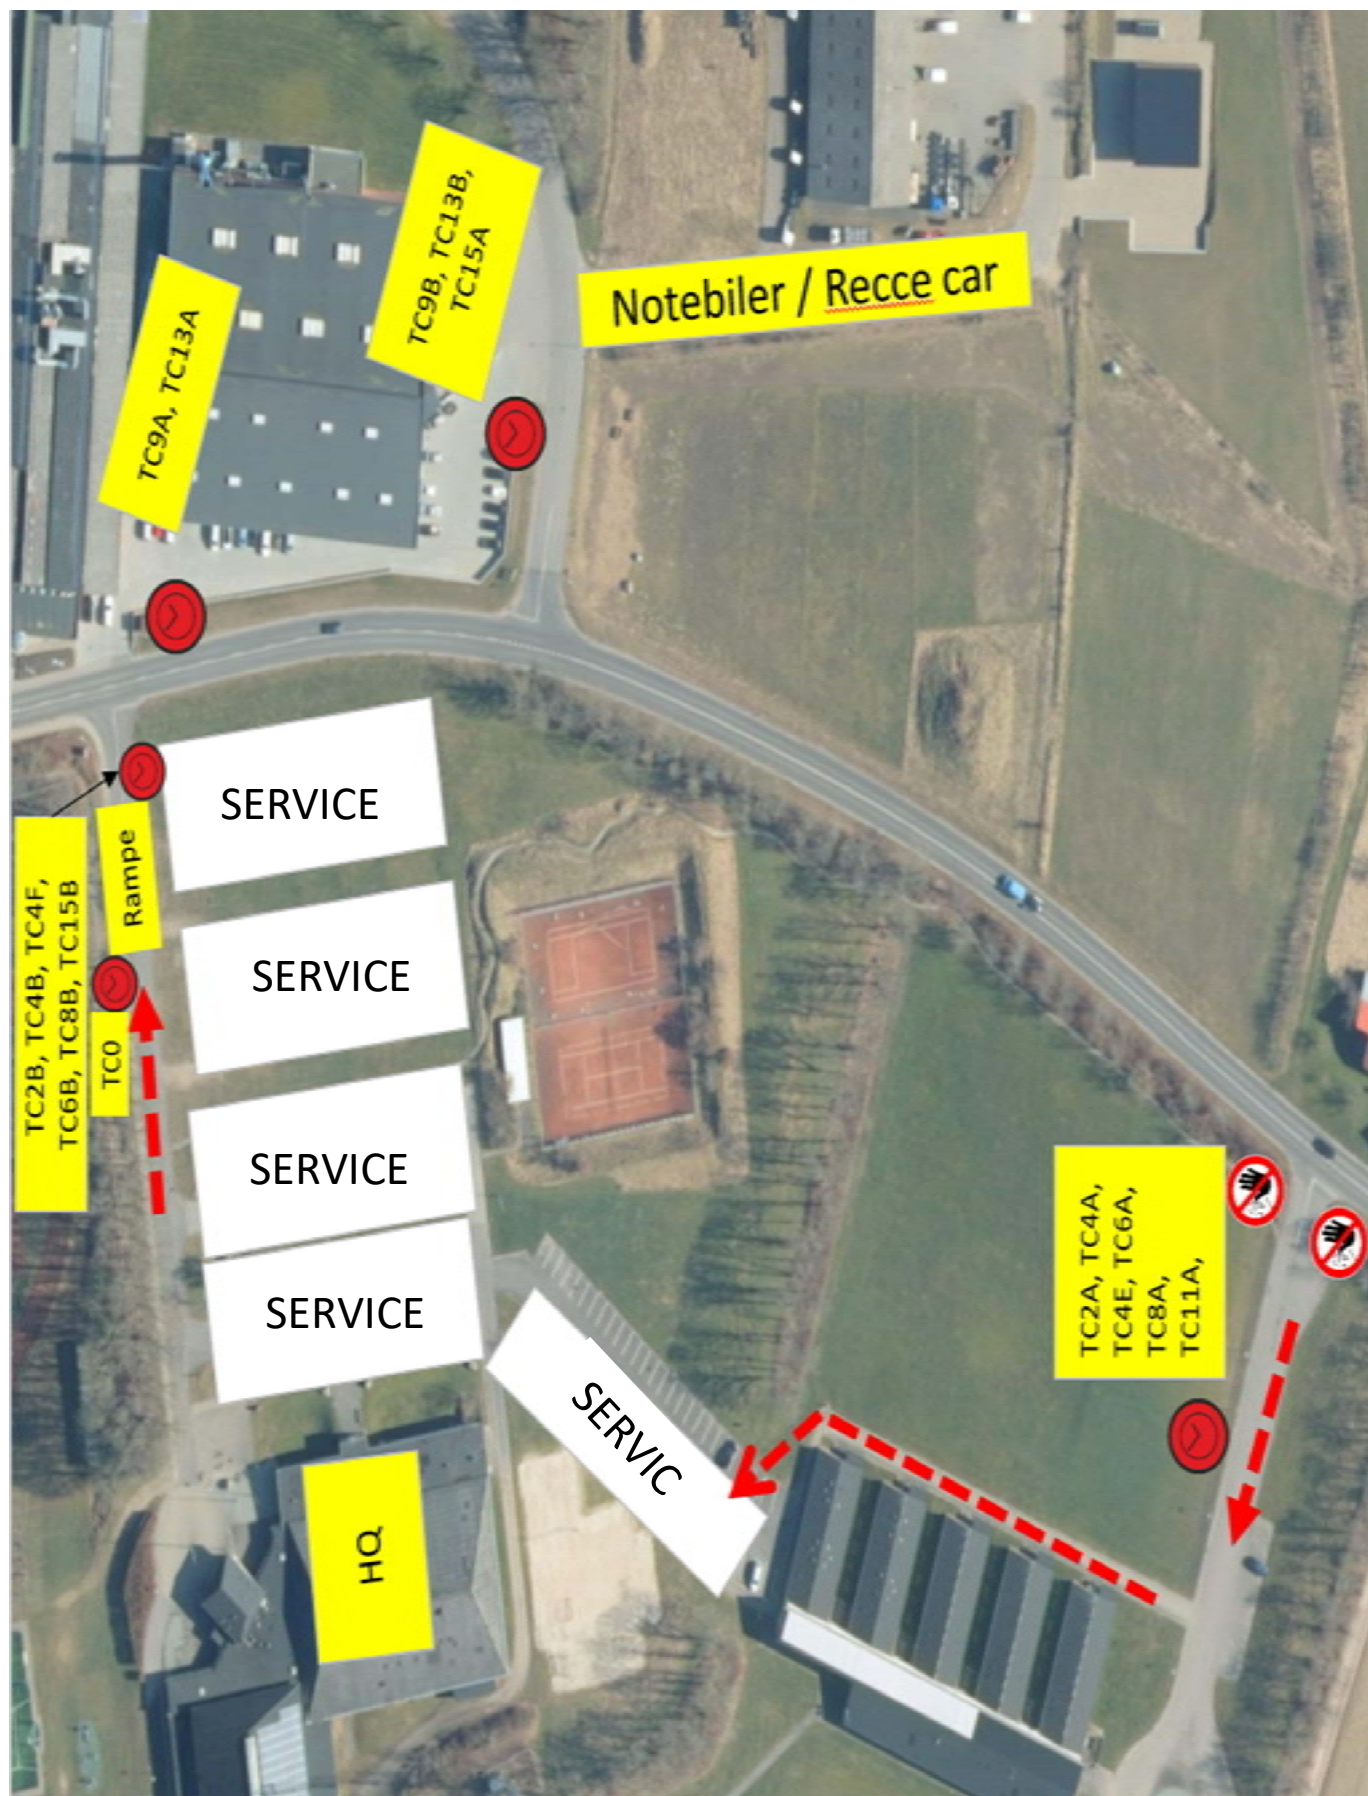 TC9B, TC13B,
TC15A
Notebiler / Recce car
TC9A, TC13A
SERVICE
Rampe
TC2B, TC4B, TC4F,
TC6B, TC8B, TC15B
SERVICE
TC0
SERVICE
TC2A, TC4A,
TC4E, TC6A,
TC8A,
TC11A,
SERVICE
SERVIC
HQ